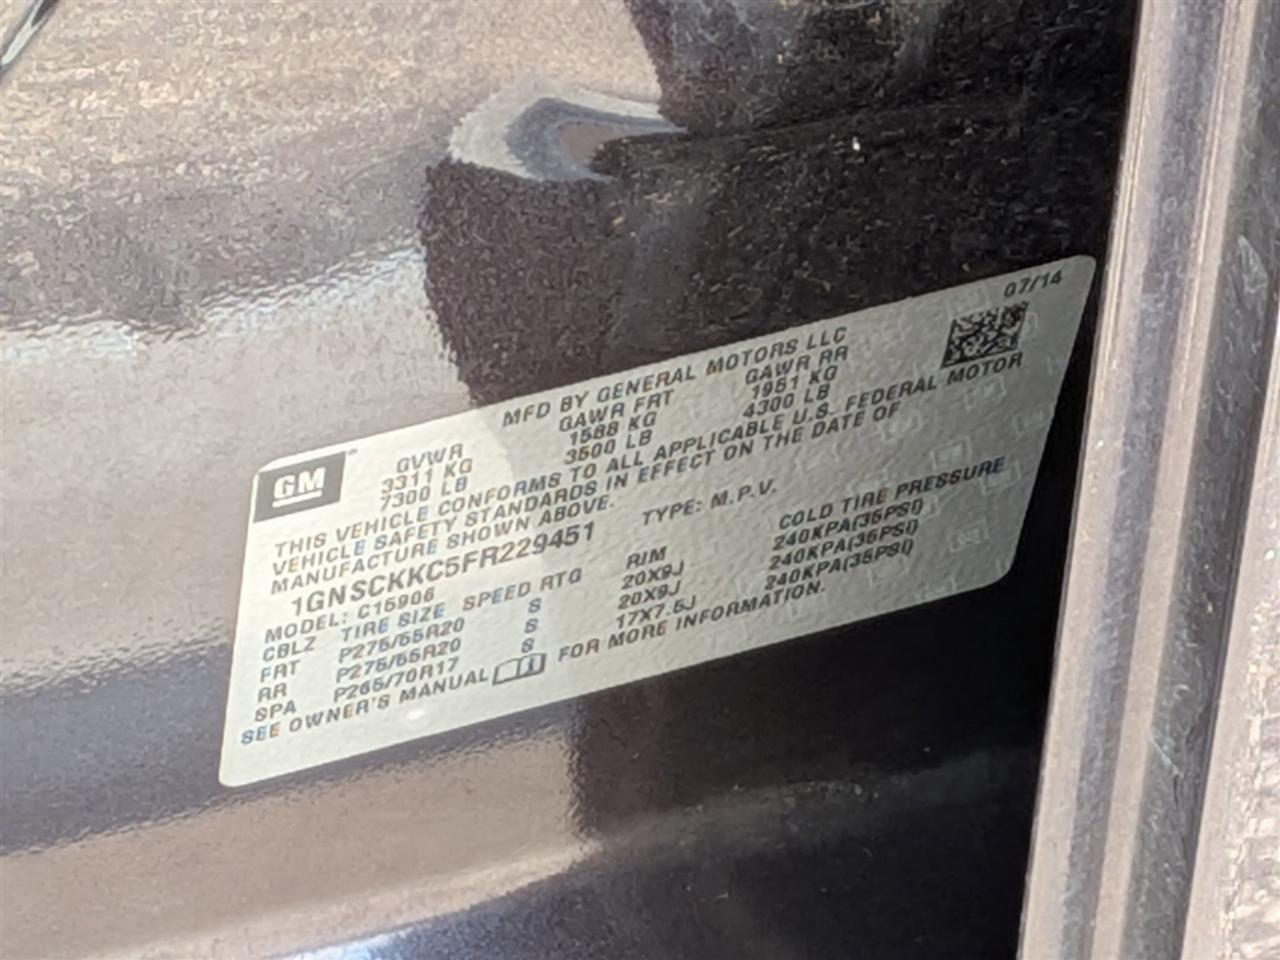 07/14
MFD BY GENERAL MOTORS LLC
GM
GVWR GAWR FRT GAWR RR
3311 KG 1588 KG 1951 KG
7300 LB 3500 LB 4300 LB
THIS VEHICLE CONFORMS TO ALL APPLICABLE U.S. FEDERAL MOTOR
VEHICLE SAFETY STANDARDS IN EFFECT ON THE DATE OF
MANUFACTURE SHOWN ABOVE.
1GNSCKKC5FR229451 TYPE: M.P.V.
MODEL: C15906
CBLZ TIRE SIZE SPEED RTG RIM COLD TIRE PRESSURE
FRT P275/55R20 S 20X9J 240KPA(35PSI)
RR P275/55R20 S 20X9J 240KPA(35PSI)
SPA P265/70R17 S 17X7.5J 240KPA(35PSI)
SEE OWNER'S MANUAL FOR MORE INFORMATION.